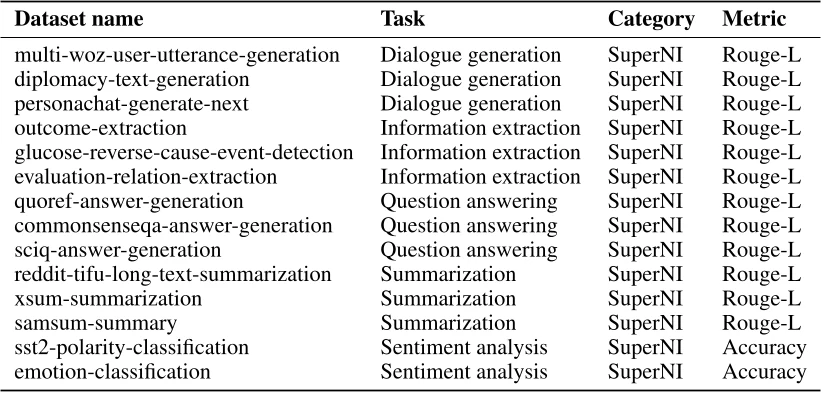 Dataset name Task Category Metric
multi-woz-user-utterance-generation Dialogue generation SuperNI Rouge-L
diplomacy-text-generation Dialogue generation SuperNI Rouge-L
personachat-generate-next Dialogue generation SuperNI Rouge-L
outcome-extraction Information extraction SuperNI Rouge-L
glucose-reverse-cause-event-detection Information extraction SuperNI Rouge-L
evaluation-relation-extraction Information extraction SuperNI Rouge-L
quoref-answer-generation Question answering SuperNI Rouge-L
commonsenseqa-answer-generation Question answering SuperNI Rouge-L
sciq-answer-generation Question answering SuperNI Rouge-L
reddit-tifu-long-text-summarization Summarization SuperNI Rouge-L
xsum-summarization Summarization SuperNI Rouge-L
samsum-summary Summarization SuperNI Rouge-L
sst2-polarity-classification Sentiment analysis SuperNI Accuracy
emotion-classification Sentiment analysis SuperNI Accuracy